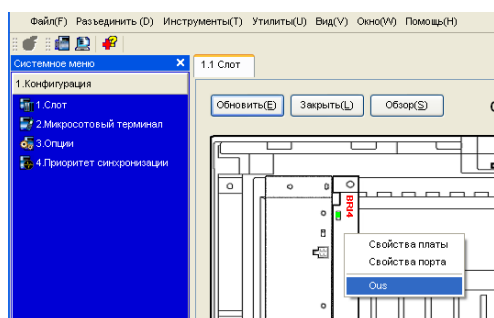 Файл(F) Разъединить (D) Инструменты(T) Утилиты(U) Вид(V) Окно(W) Помощь(H)
Системное меню
1.1 Слот
1.Конфигурация
1.Слот
2.Микросотовый терминал
3.Опции
4.Приоритет синхронизации
Обновить(E) Закрыть(L) Обзор(S)
BRI4
Свойства платы
Свойства порта
Ous